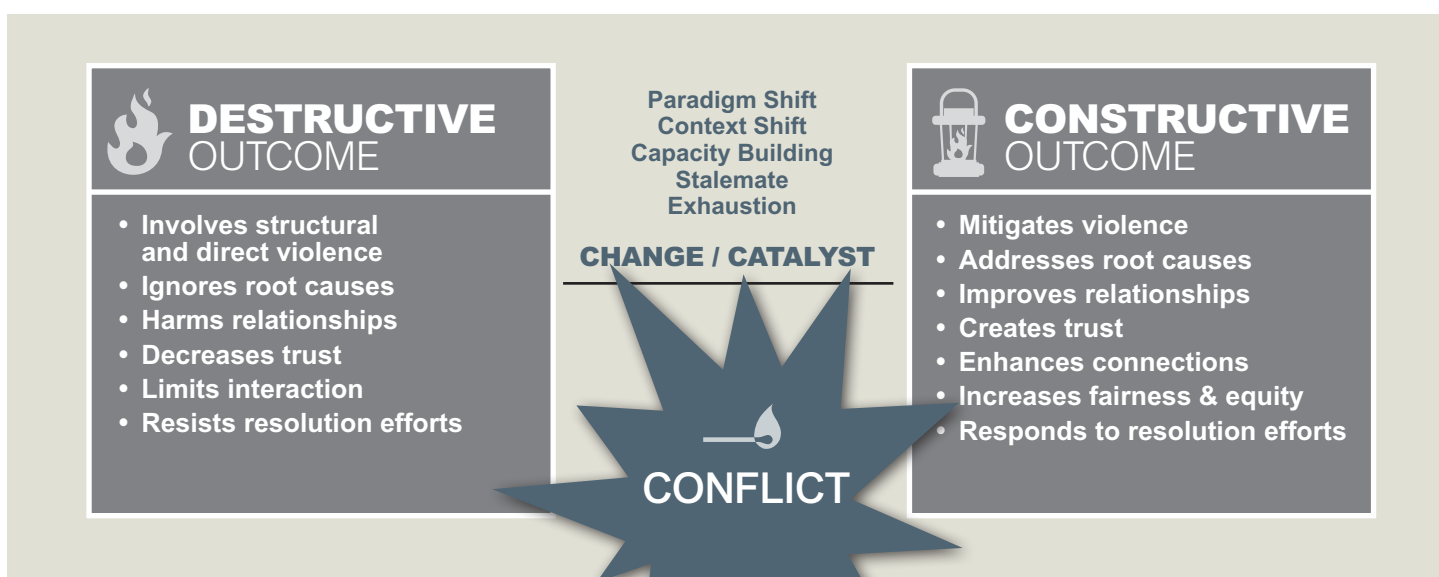 DESTRUCTIVE
OUTCOME
• Involves structural
and direct violence
• Ignores root causes
• Harms relationships
• Decreases trust
• Limits interaction
• Resists resolution efforts
Paradigm Shift
Context Shift
Capacity Building
Stalemate
Exhaustion
CHANGE / CATALYST
CONFLICT
CONSTRUCTIVE
OUTCOME
• Mitigates violence
• Addresses root causes
• Improves relationships
• Creates trust
• Enhances connections
• Increases fairness & equity
• Responds to resolution efforts